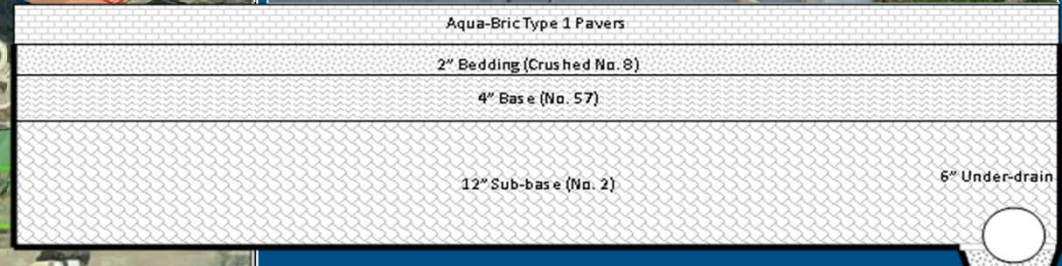 Aqua-Bric Type 1 Pavers
2" Bedding (Crushed No. 8)
4" Base (No. 57)
12" Sub-base (No. 2)
6" Under-drain